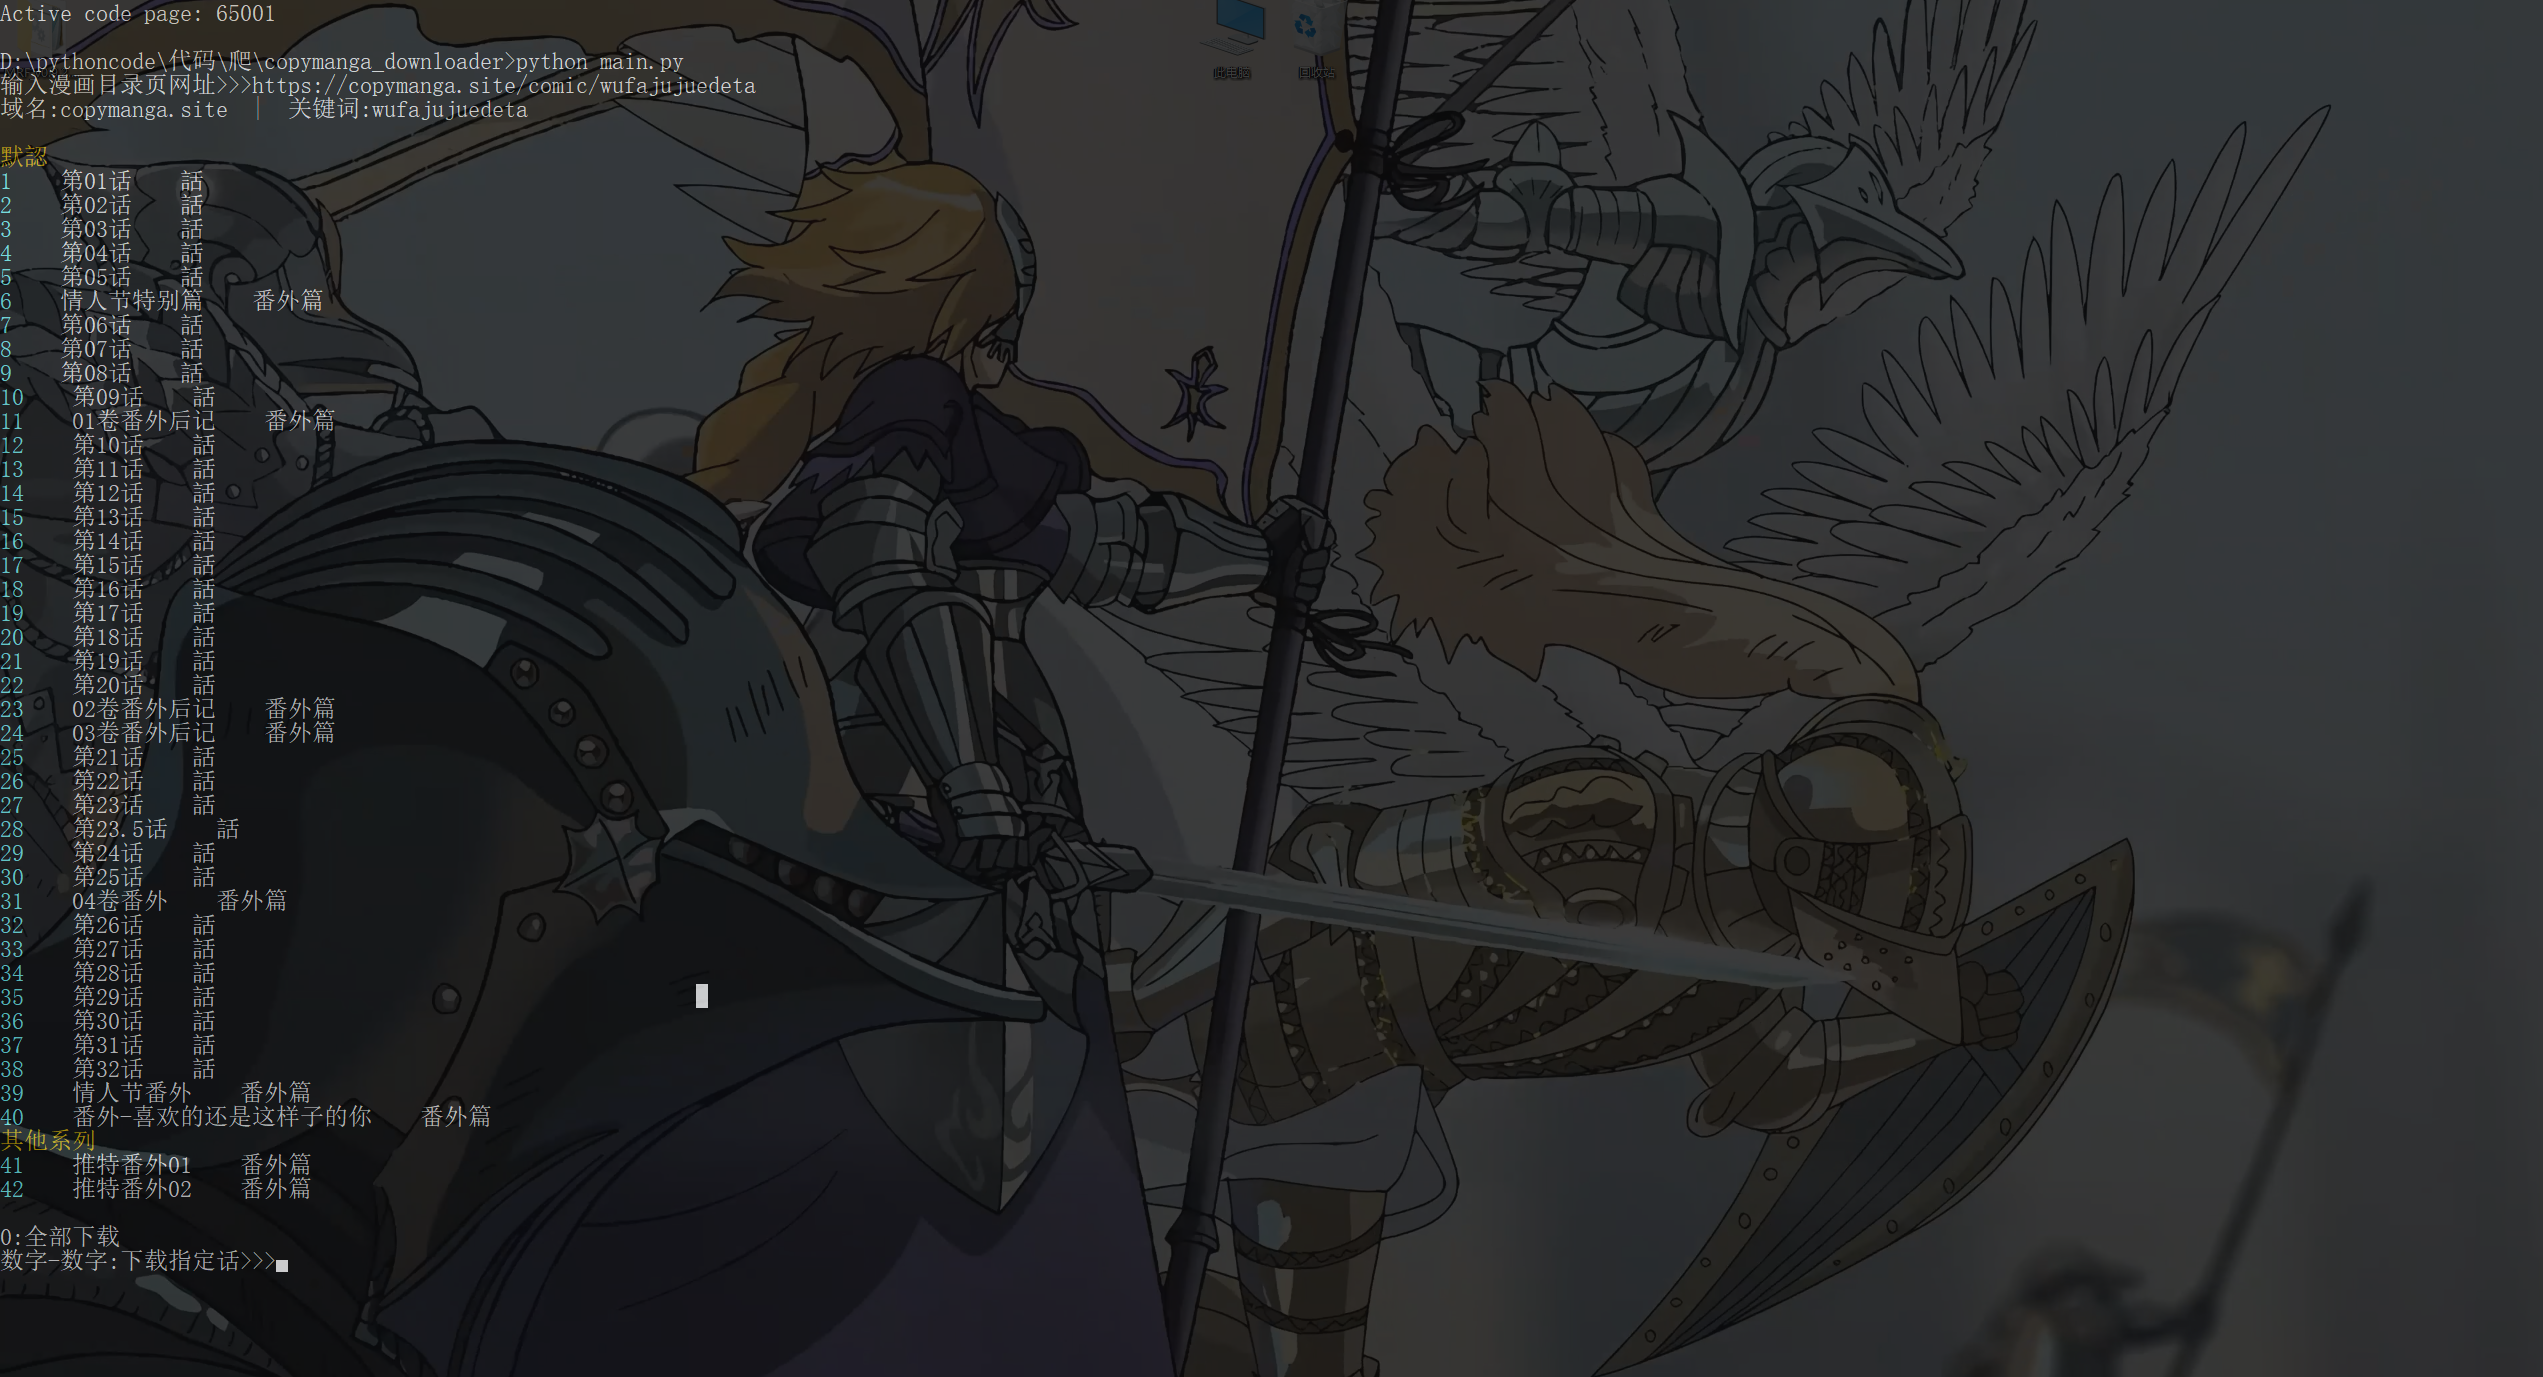 Active code page: 65001
D:\pythoncode\代码\爬\copymanga_downloader>python main.py
输入漫画目录页网址>>>https://copymanga.site/comic/wufajujuedeta
域名:copymanga.site | 关键词:wufajujuedeta
此电脑
回收站
默認
1 第01话 話
2 第02话 話
3 第03话 話
4 第04话 話
5 第05话 話
6 情人节特别篇 番外篇
7 第06话 話
8 第07话 話
9 第08话 話
10 第09话 話
11 01卷番外后记 番外篇
12 第10话 話
13 第11话 話
14 第12话 話
15 第13话 話
16 第14话 話
17 第15话 話
18 第16话 話
19 第17话 話
20 第18话 話
21 第19话 話
22 第20话 話
23 02卷番外后记 番外篇
24 03卷番外后记 番外篇
25 第21话 話
26 第22话 話
27 第23话 話
28 第23.5话 話
29 第24话 話
30 第25话 話
31 04卷番外 番外篇
32 第26话 話
33 第27话 話
34 第28话 話
35 第29话 話
36 第30话 話
37 第31话 話
38 第32话 話
39 情人节番外 番外篇
40 番外-喜欢的还是这样子的你 番外篇
其他系列
41 推特番外01 番外篇
42 推特番外02 番外篇
0:全部下载
数字-数字:下载指定话>>>